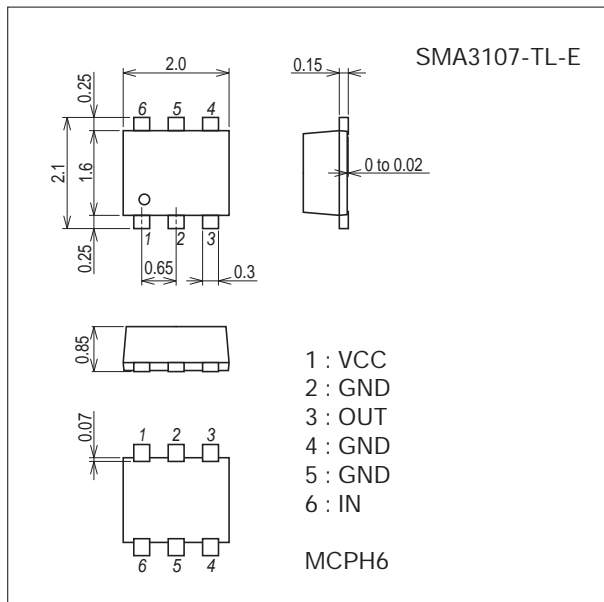 SMA3107-TL-E
2.0
0.15
0.25
6 5 4
2.1
1.6
0 to 0.02
0.25
1 2 3
0.65
0.3
0.85
1 : VCC
2 : GND
3 : OUT
4 : GND
5 : GND
6 : IN
0.07
1 2 3
6 5 4
MCPH6